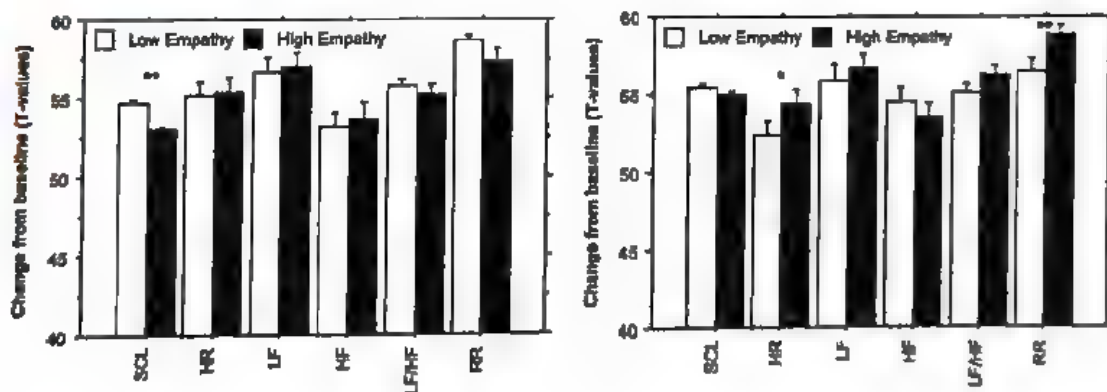 Change from baseline (T-values)
60
55
50
45
40
Low Empathy High Empathy
**
SCL
HR
LF
HF
LF/HF
RR
Change from baseline (T-values)
60
55
50
45
40
Low Empathy High Empathy
*
**
SCL
HR
LF
HF
LF/HF
RR